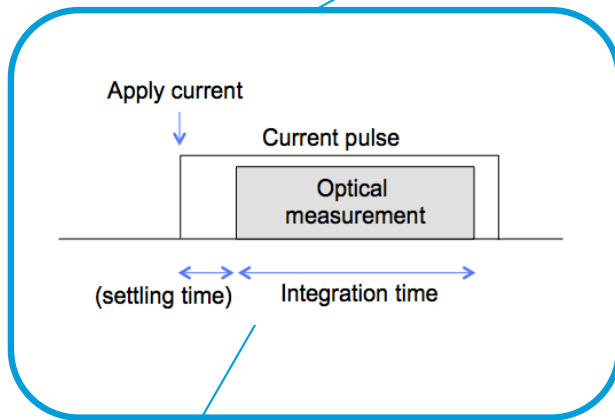 Apply current
Current pulse
Optical
measurement
(settling time)
Integration time